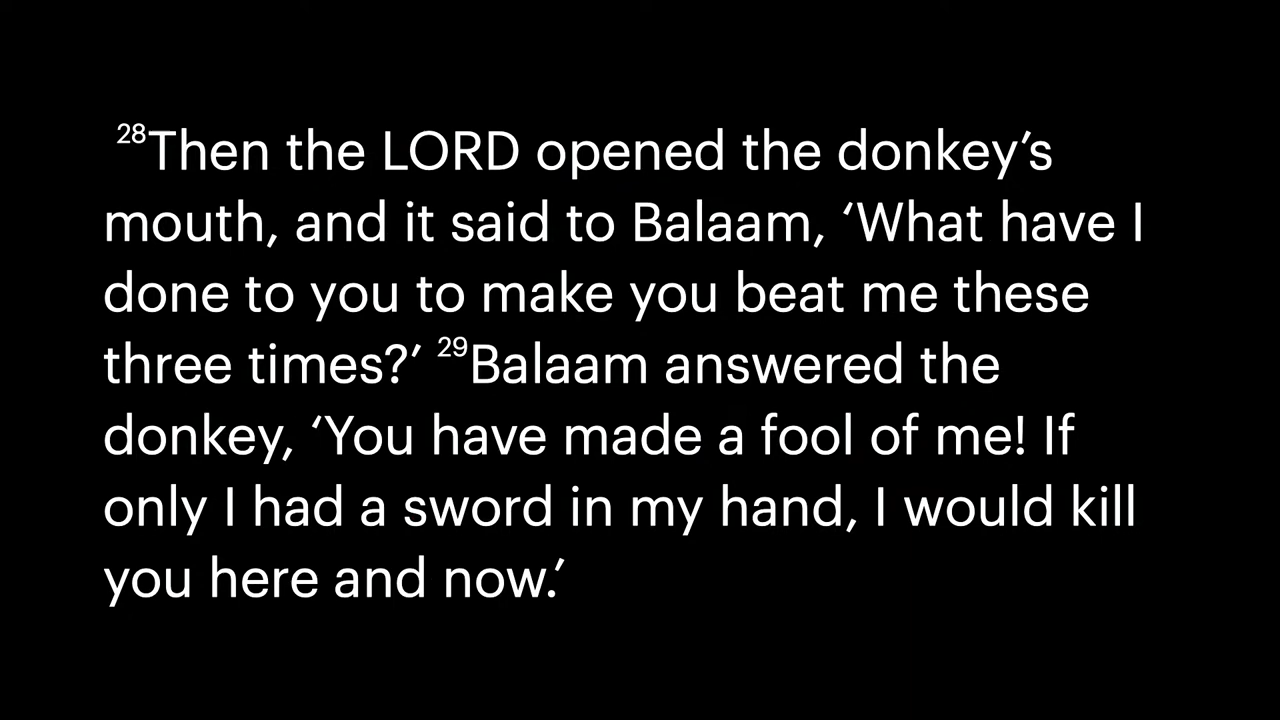 28Then the LORD opened the donkey’s
mouth, and it said to Balaam, ‘What have I
done to you to make you beat me these
three times?’ 29Balaam answered the
donkey, ‘You have made a fool of me! If
only I had a sword in my hand, I would kill
you here and now.’